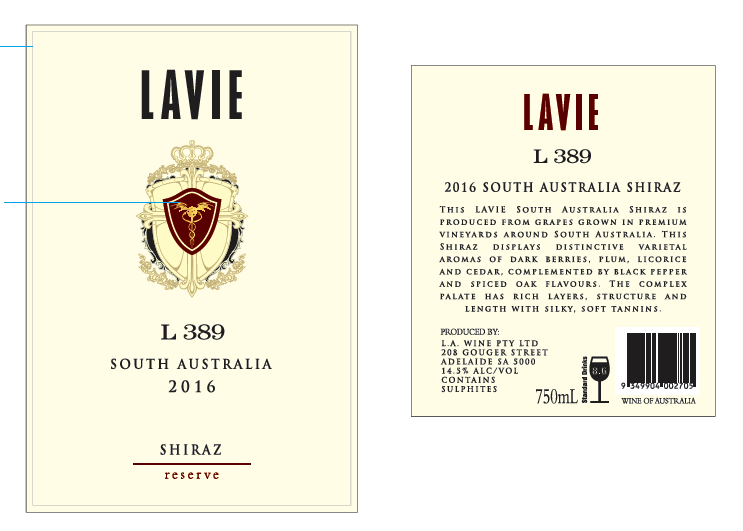 LAVIE
L 389
SOUTH AUSTRALIA
2016
SHIRAZ
reserve
LAVIE
L 389
2016 SOUTH AUSTRALIA SHIRAZ
THIS LAVIE SOUTH AUSTRALIA SHIRAZ IS
PRODUCED FROM GRAPES GROWN IN PREMIUM
VINEYARDS AROUND SOUTH AUSTRALIA. THIS
SHIRAZ DISPLAYS DISTINCTIVE VARIETAL
AROMAS OF DARK BERRIES, PLUM, LICORICE
AND CEDAR, COMPLEMENTED BY BLACK PEPPER
AND SPICED OAK FLAVOURS. THE COMPLEX
PALATE HAS RICH LAYERS, STRUCTURE AND
LENGTH WITH SILKY, SOFT TANNINS.
PRODUCED BY:
L.A. WINE PTY LTD
208 GOUGER STREET
ADELAIDE SA 5000
14.5% ALC/VOL
CONTAINS
SULPHITES
750mL
Standard Drinks
8.6
9 349904 002705
WINE OF AUSTRALIA